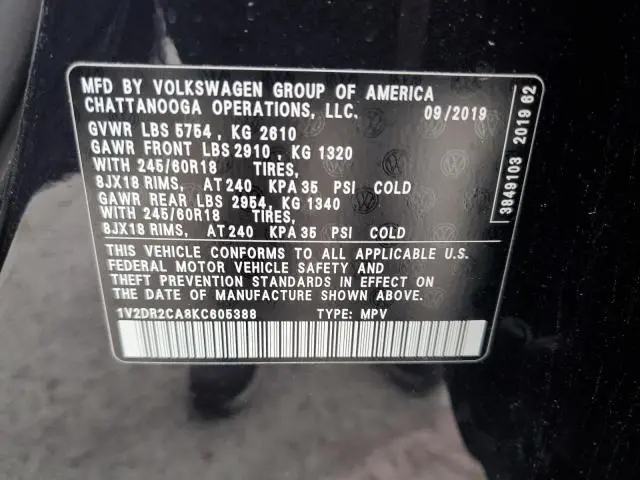 MFD BY VOLKSWAGEN GROUP OF AMERICA
CHATTANOOGA OPERATIONS, LLC. 09/2019
GVWR LBS 5754 , KG 2610
GAWR FRONT LBS 2910 , KG 1320
WITH 245/60R18 TIRES,
8JX18 RIMS, AT 240 KPA 35 PSI COLD
GAWR REAR LBS 2954 , KG 1340
WITH 245/60R18 TIRES,
8JX18 RIMS, AT 240 KPA 35 PSI COLD
THIS VEHICLE CONFORMS TO ALL APPLICABLE U.S.
FEDERAL MOTOR VEHICLE SAFETY AND
THEFT PREVENTION STANDARDS IN EFFECT ON
THE DATE OF MANUFACTURE SHOWN ABOVE.
1V2DR2CA8KC605388 TYPE: MPV
3849103 2019 62